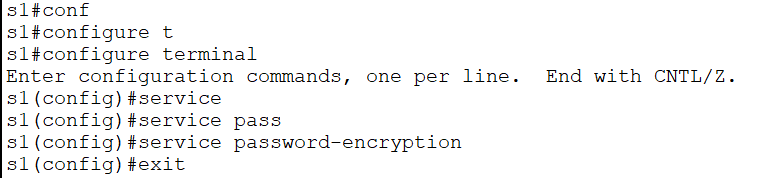 s1#conf
s1#configure t
s1#configure terminal
Enter configuration commands, one per line.  End with CNTL/Z.
s1(config)#service
s1(config)#service pass
s1(config)#service password-encryption
s1(config)#exit